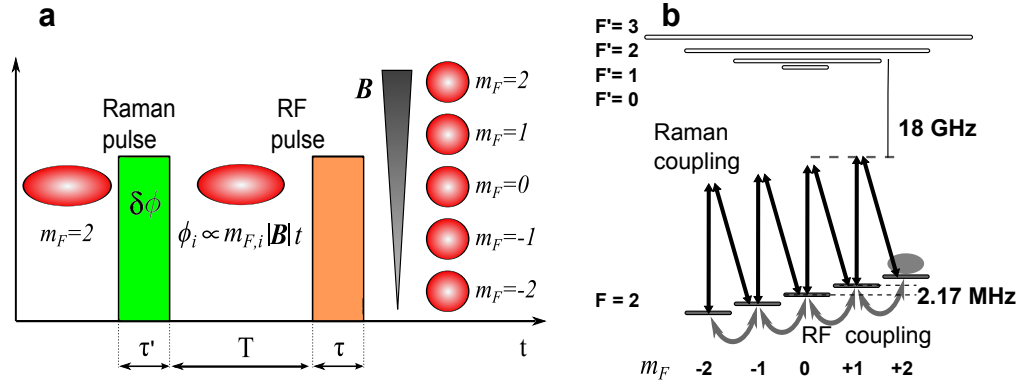 a
Raman
pulse
RF
pulse
B
δϕ
m_F=2
ϕ_i ∝ m_{F,i} |B| t
m_F=2
m_F=1
m_F=0
m_F=-1
m_F=-2
τ'
T
τ
t
b
F'= 3
F'= 2
F'= 1
F'= 0
18 GHz
Raman
coupling
F = 2
2.17 MHz
RF coupling
m_F -2 -1 0 +1 +2